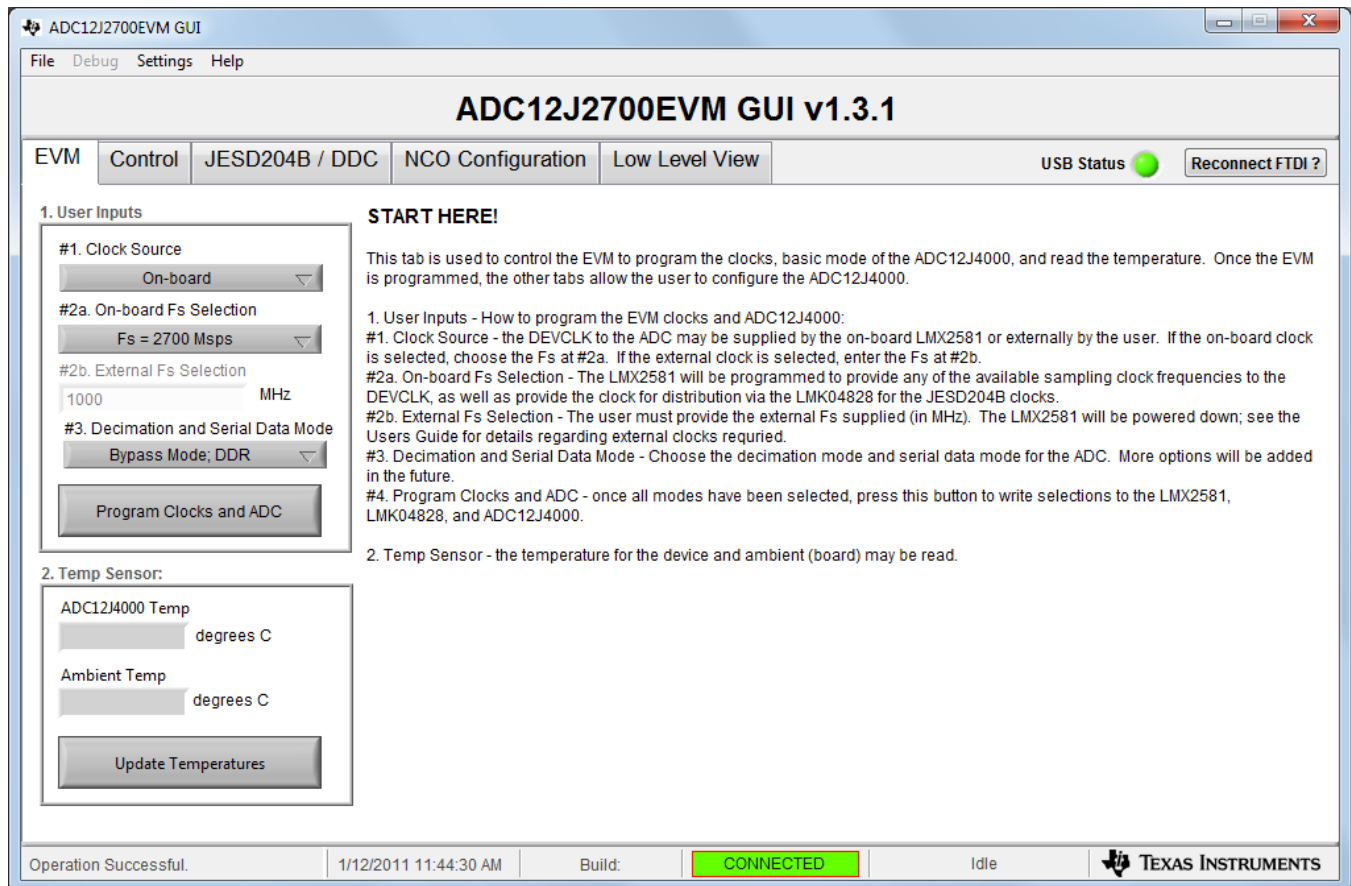 ADC12J2700EVM GUI
File Debug Settings Help
ADC12J2700EVM GUI v1.3.1
EVM Control JESD204B / DDC NCO Configuration Low Level View USB Status Reconnect FTDI ?
1. User Inputs
#1. Clock Source
On-board
#2a. On-board Fs Selection
Fs = 2700 Msps
#2b. External Fs Selection
1000 MHz
#3. Decimation and Serial Data Mode
Bypass Mode; DDR
Program Clocks and ADC
2. Temp Sensor:
ADC12J4000 Temp
degrees C
Ambient Temp
degrees C
Update Temperatures
START HERE!
This tab is used to control the EVM to program the clocks, basic mode of the ADC12J4000, and read the temperature. Once the EVM
is programmed, the other tabs allow the user to configure the ADC12J4000.
1. User Inputs - How to program the EVM clocks and ADC12J4000:
#1. Clock Source - the DEVCLK to the ADC may be supplied by the on-board LMX2581 or externally by the user. If the on-board clock
is selected, choose the Fs at #2a. If the external clock is selected, enter the Fs at #2b.
#2a. On-board Fs Selection - The LMX2581 will be programmed to provide any of the available sampling clock frequencies to the
DEVCLK, as well as provide the clock for distribution via the LMK04828 for the JESD204B clocks.
#2b. External Fs Selection - The user must provide the external Fs supplied (in MHz). The LMX2581 will be powered down; see the
Users Guide for details regarding external clocks requried.
#3. Decimation and Serial Data Mode - Choose the decimation mode and serial data mode for the ADC. More options will be added
in the future.
#4. Program Clocks and ADC - once all modes have been selected, press this button to write selections to the LMX2581,
LMK04828, and ADC12J4000.
2. Temp Sensor - the temperature for the device and ambient (board) may be read.
Operation Successful. 1/12/2011 11:44:30 AM Build: CONNECTED Idle TEXAS INSTRUMENTS